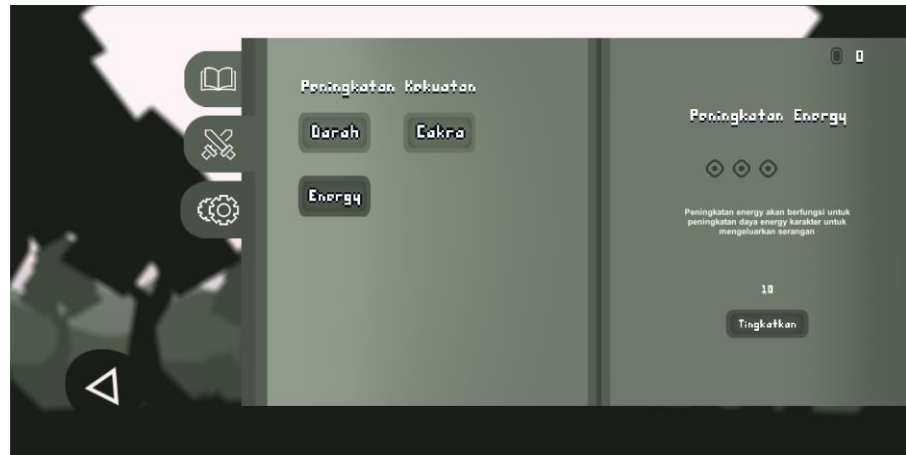 0
Peningkatan Kekuatan
Darah
Cakra
Energy
Peningkatan Energy
Peningkatan energy akan berfungsi untuk
peningkatan daya energy karakter untuk
mengeluarkan serangan
10
Tingkatkan